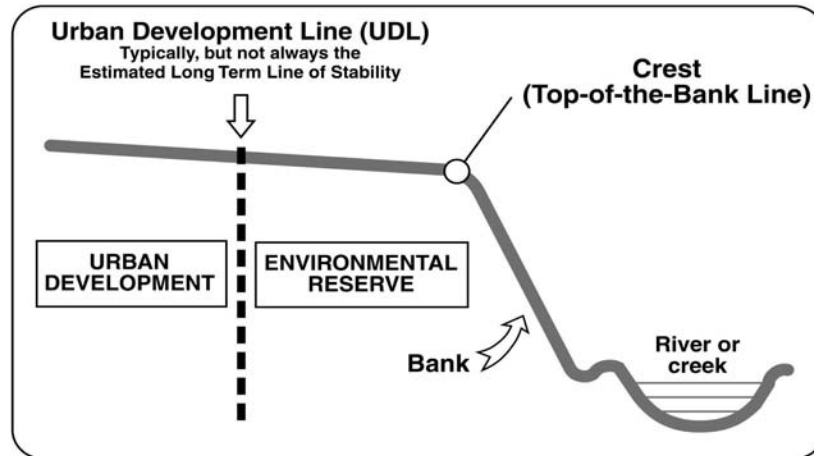 Urban Development Line (UDL)
Typically, but not always the
Estimated Long Term Line of Stability
Crest
(Top-of-the-Bank Line)
URBAN
DEVELOPMENT
ENVIRONMENTAL
RESERVE
Bank
River or
creek